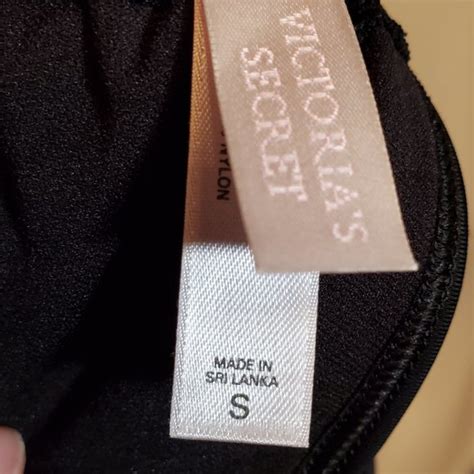 VICTORIA'S
SECRET
NYLON
MADE IN
SRI LANKA
S